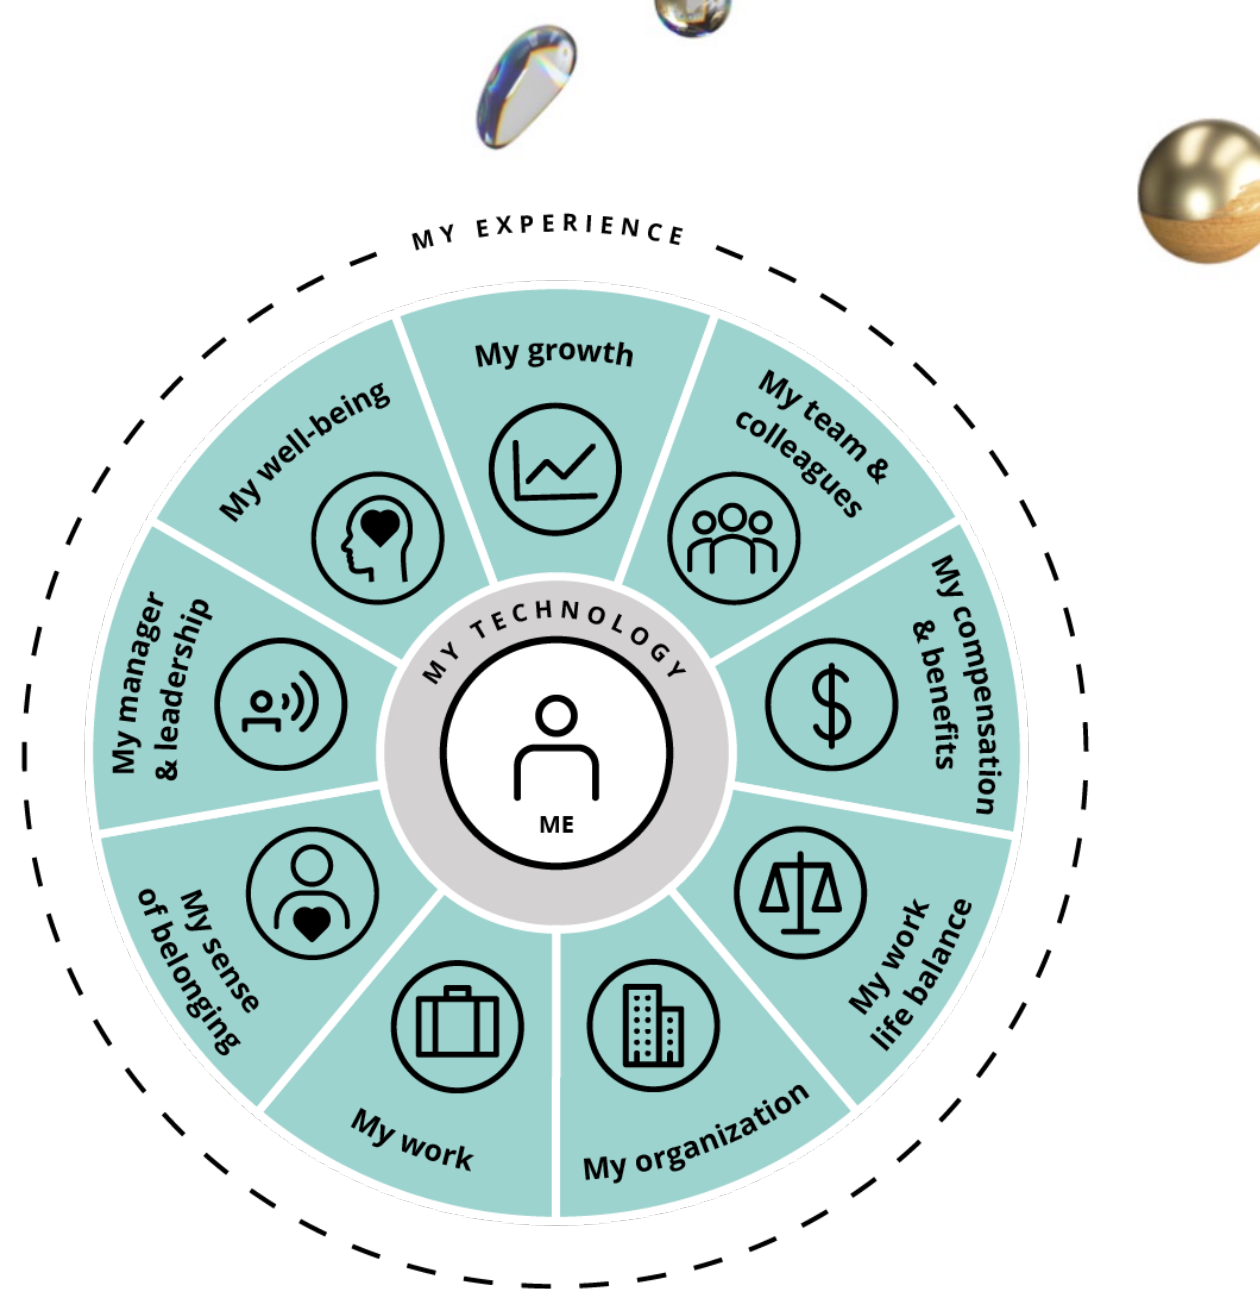 MY EXPERIENCE
My growth
My team &
colleagues
My compensation
& benefits
My work
life balance
My organization
My work
My sense
of belonging
My manager
& leadership
My well-being
MY TECHNOLOGY
ME